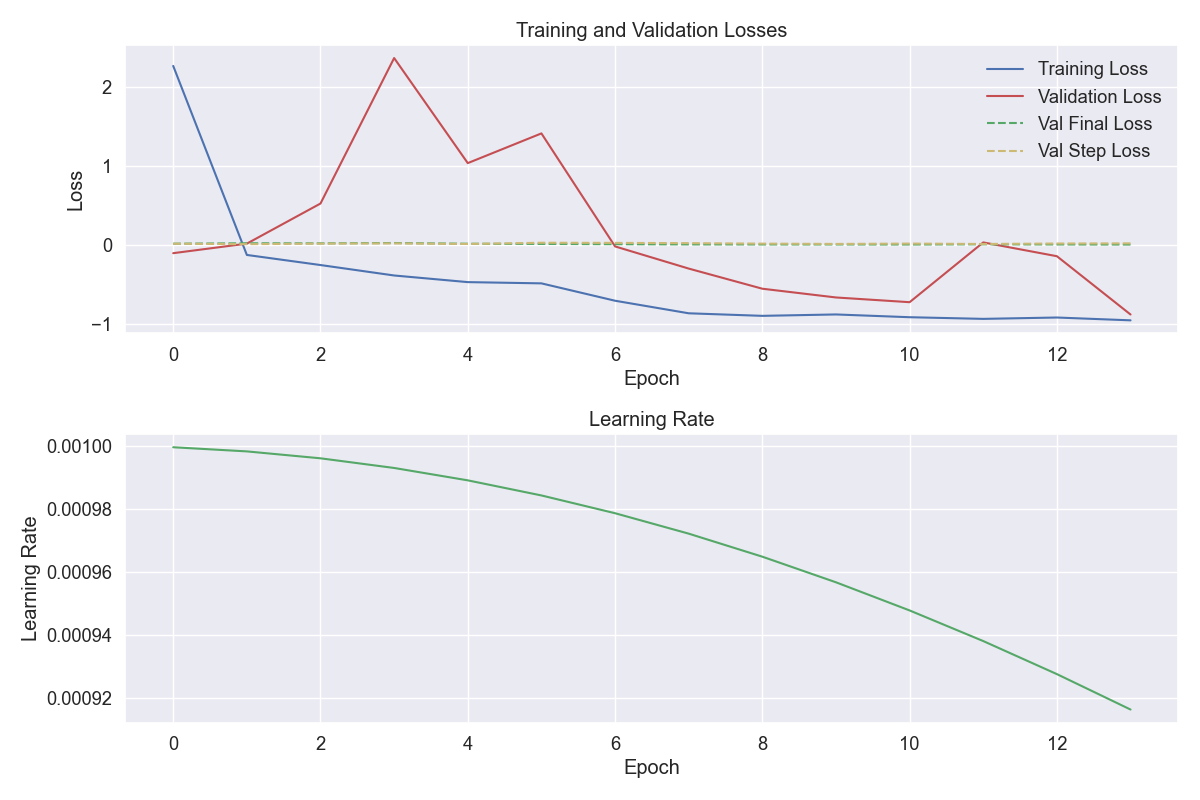 Training and Validation Losses
2
1
0
−1
Loss
Training Loss
Validation Loss
Val Final Loss
Val Step Loss
0 2 4 6 8 10 12
Epoch
Learning Rate
0.00100
0.00098
0.00096
0.00094
0.00092
Learning Rate
0 2 4 6 8 10 12
Epoch